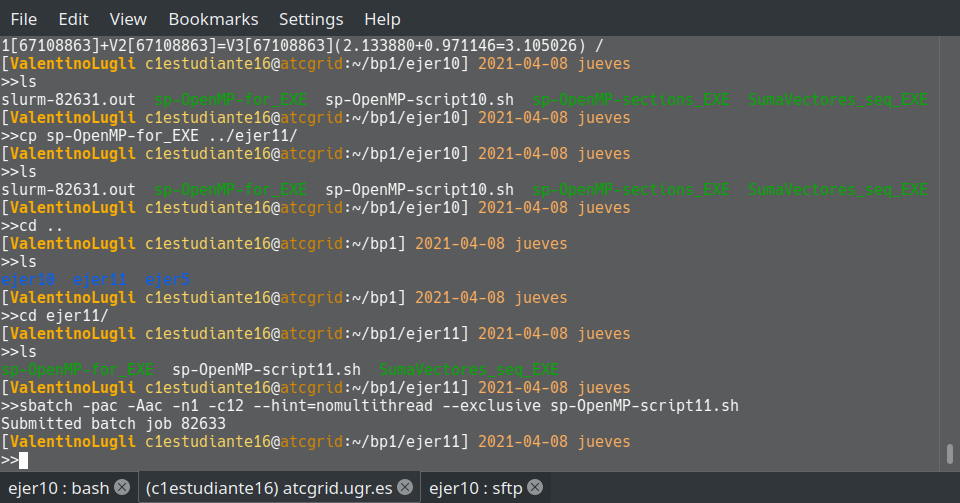 File Edit View Bookmarks Settings Help
1[67108863]+V2[67108863]=V3[67108863](2.133880+0.971146=3.105026) /
[ValentinoLugli c1estudiante16@atcgrid:~/bp1/ejer10] 2021-04-08 jueves
>>ls
slurm-82631.out sp-OpenMP-for_EXE sp-OpenMP-script10.sh sp-OpenMP-sections_EXE SumaVectores_seq_EXE
[ValentinoLugli c1estudiante16@atcgrid:~/bp1/ejer10] 2021-04-08 jueves
>>cp sp-OpenMP-for_EXE ../ejer11/
[ValentinoLugli c1estudiante16@atcgrid:~/bp1/ejer10] 2021-04-08 jueves
>>ls
slurm-82631.out sp-OpenMP-for_EXE sp-OpenMP-script10.sh sp-OpenMP-sections_EXE SumaVectores_seq_EXE
[ValentinoLugli c1estudiante16@atcgrid:~/bp1/ejer10] 2021-04-08 jueves
>>cd ..
[ValentinoLugli c1estudiante16@atcgrid:~/bp1] 2021-04-08 jueves
>>ls
ejer10 ejer11 ejer5
[ValentinoLugli c1estudiante16@atcgrid:~/bp1] 2021-04-08 jueves
>>cd ejer11/
[ValentinoLugli c1estudiante16@atcgrid:~/bp1/ejer11] 2021-04-08 jueves
>>ls
sp-OpenMP-for_EXE sp-OpenMP-script11.sh SumaVectores_seq_EXE
[ValentinoLugli c1estudiante16@atcgrid:~/bp1/ejer11] 2021-04-08 jueves
>>sbatch -pac -Aac -n1 -c12 --hint=nomultithread --exclusive sp-OpenMP-script11.sh
Submitted batch job 82633
[ValentinoLugli c1estudiante16@atcgrid:~/bp1/ejer11] 2021-04-08 jueves
>>
ejer10 : bash (c1estudiante16) atcgrid.ugr.es ejer10 : sftp